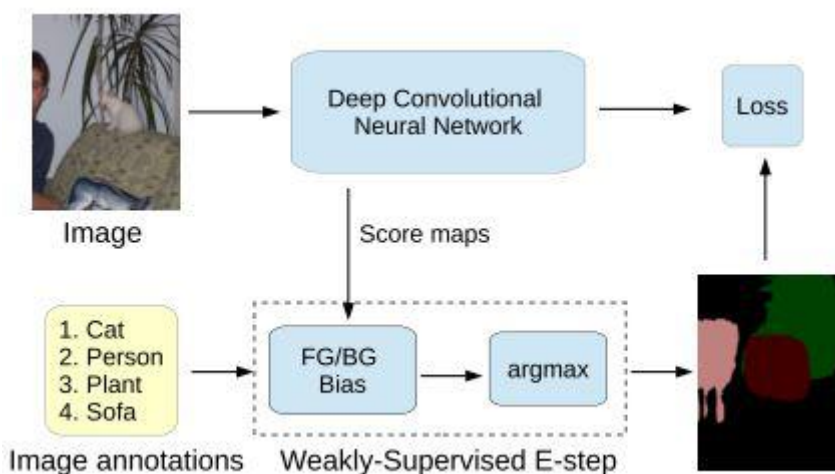 Deep Convolutional
Neural Network
Loss
Image
Score maps
1. Cat
2. Person
3. Plant
4. Sofa
FG/BG
Bias
argmax
Image annotations
Weakly-Supervised E-step